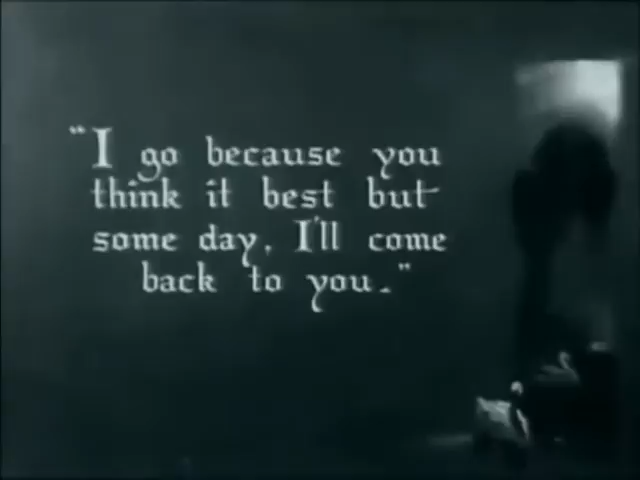 "I go because you
think it best but
some day, I'll come
back to you."